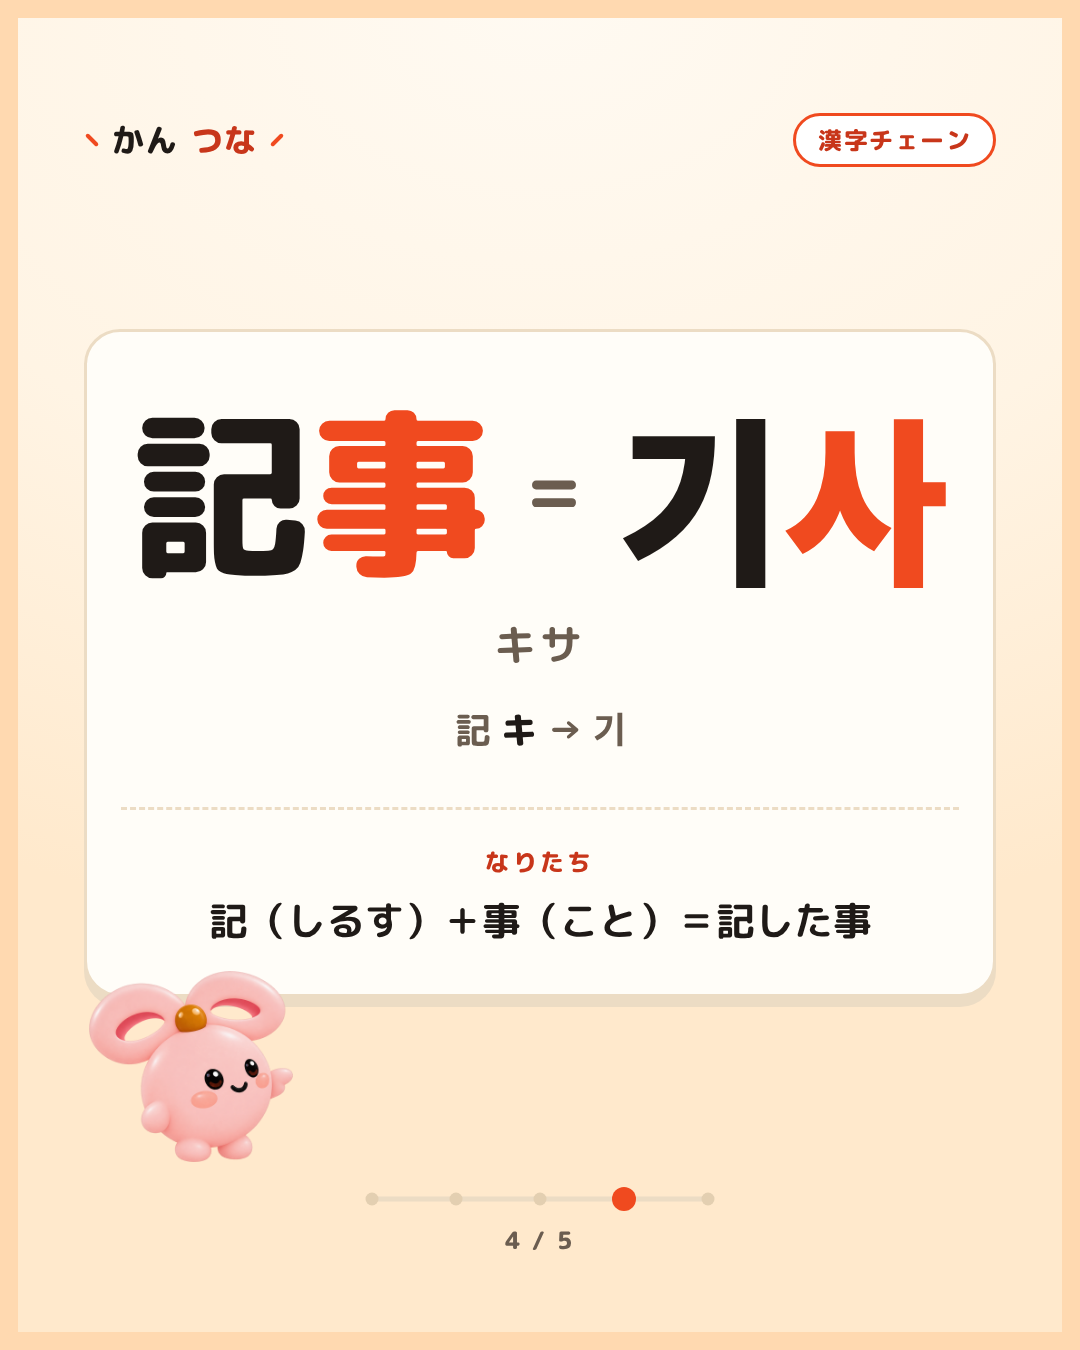 かん つな
漢字チェーン
記事 = 기사
キサ
記 キ → 기
なりたち
記（しるす）＋事（こと）＝記した事
4 / 5